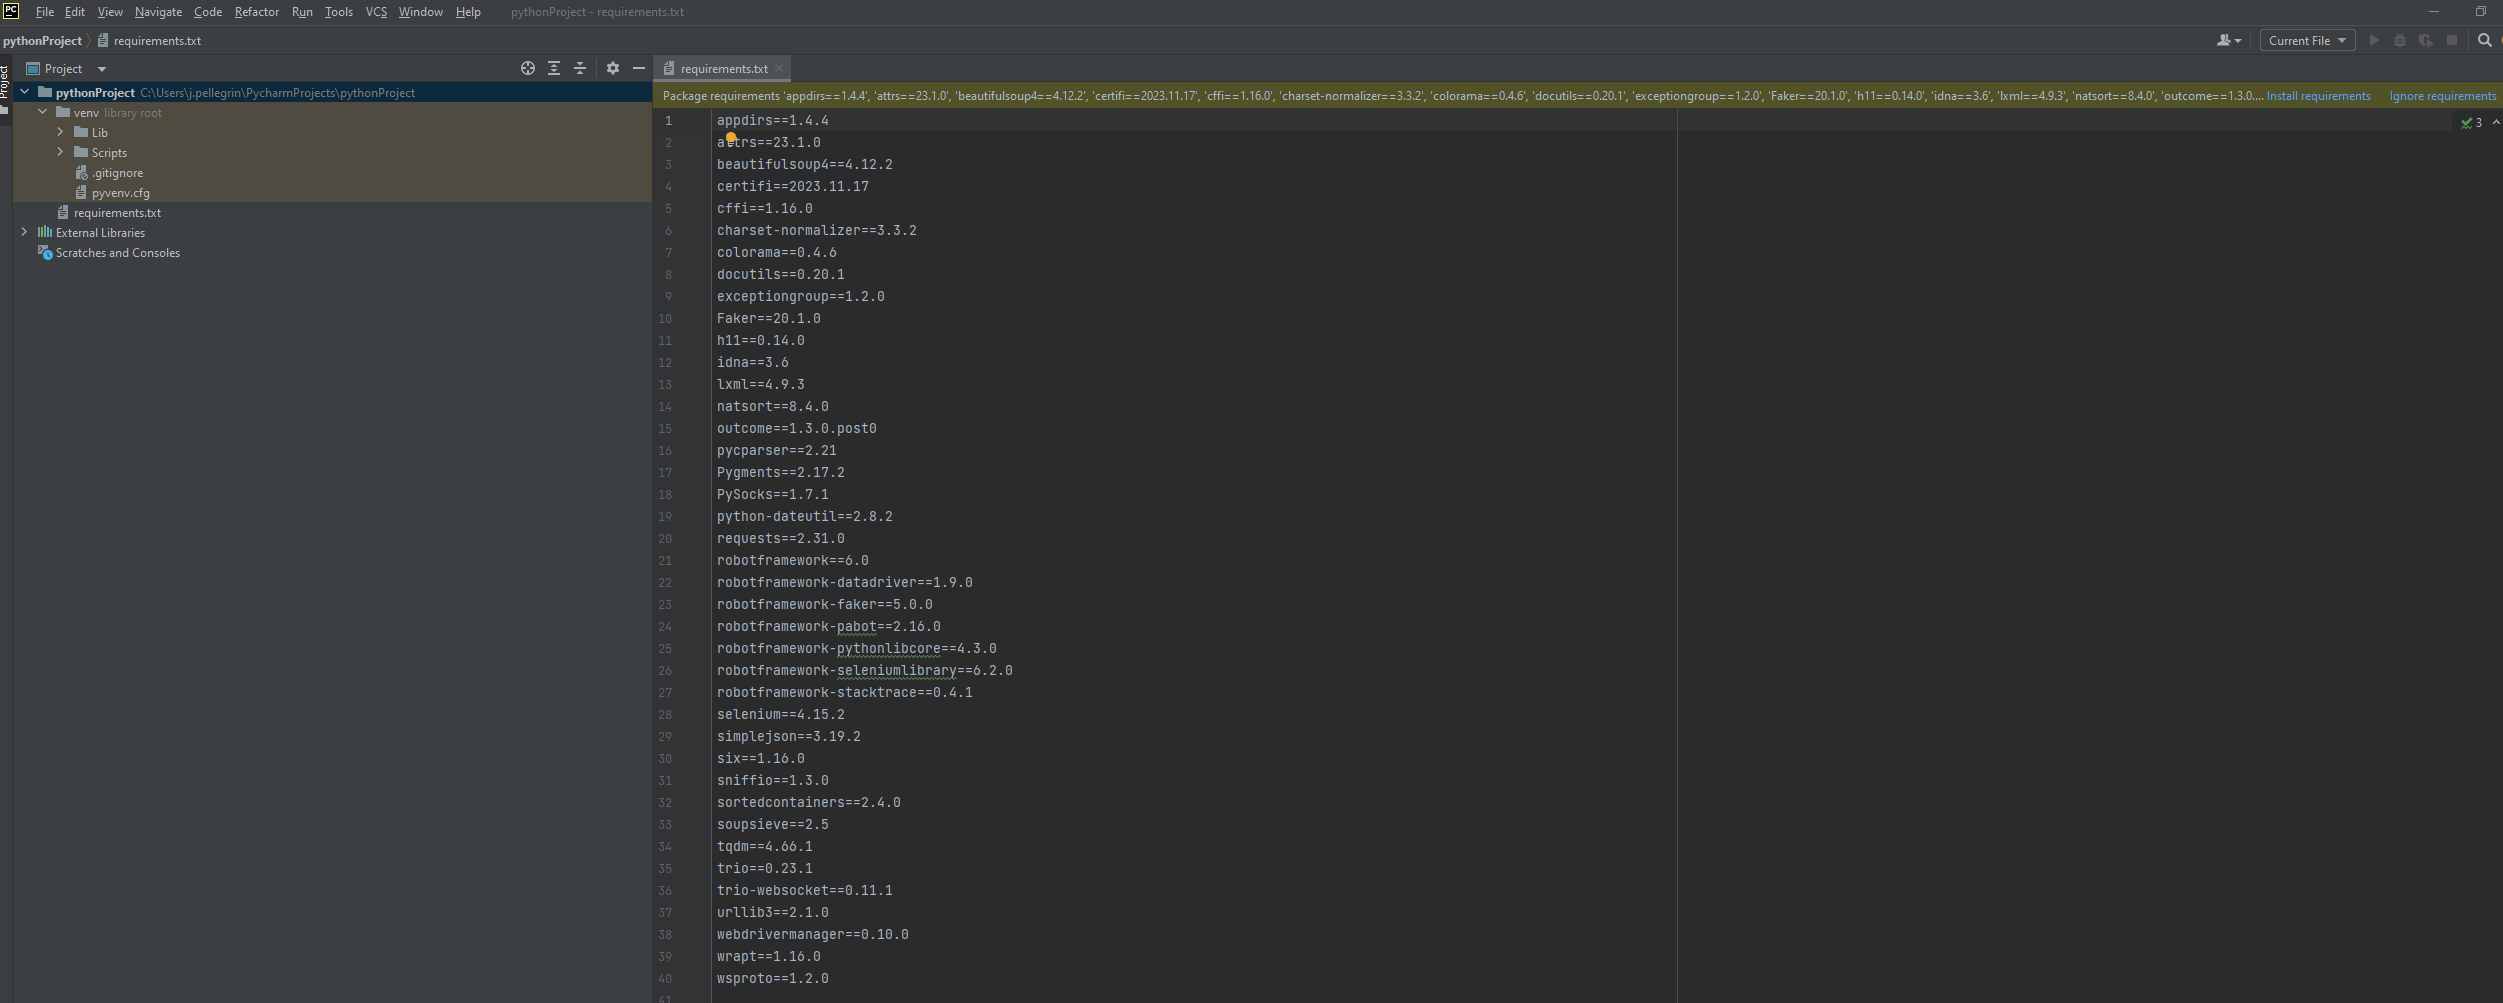 PC File Edit View Navigate Code Refactor Run Tools VCS Window Help pythonProject - requirements.txt
pythonProject requirements.txt Current File
Project
Project
requirements.txt
pythonProject C:\Users\j.pellegrin\PycharmProjects\pythonProject
venv library root
Lib
Scripts
.gitignore
pyvenv.cfg
requirements.txt
External Libraries
Scratches and Consoles
Package requirements 'appdirs==1.4.4', 'attrs==23.1.0', 'beautifulsoup4==4.12.2', 'certifi==2023.11.17', 'cffi==1.16.0', 'charset-normalizer==3.3.2', 'colorama==0.4.6', 'docutils==0.20.1', 'exceptiongroup==1.2.0', 'Faker==20.1.0', 'h11==0.14.0', 'idna==3.6', 'lxml==4.9.3', 'natsort==8.4.0', 'outcome==1.3.0.... Install requirements Ignore requirements
3
1 appdirs==1.4.4
2 attrs==23.1.0
3 beautifulsoup4==4.12.2
4 certifi==2023.11.17
5 cffi==1.16.0
6 charset-normalizer==3.3.2
7 colorama==0.4.6
8 docutils==0.20.1
9 exceptiongroup==1.2.0
10 Faker==20.1.0
11 h11==0.14.0
12 idna==3.6
13 lxml==4.9.3
14 natsort==8.4.0
15 outcome==1.3.0.post0
16 pycparser==2.21
17 Pygments==2.17.2
18 PySocks==1.7.1
19 python-dateutil==2.8.2
20 requests==2.31.0
21 robotframework==6.0
22 robotframework-datadriver==1.9.0
23 robotframework-faker==5.0.0
24 robotframework-pabot==2.16.0
25 robotframework-pythonlibcore==4.3.0
26 robotframework-seleniumlibrary==6.2.0
27 robotframework-stacktrace==0.4.1
28 selenium==4.15.2
29 simplejson==3.19.2
30 six==1.16.0
31 sniffio==1.3.0
32 sortedcontainers==2.4.0
33 soupsieve==2.5
34 tqdm==4.66.1
35 trio==0.23.1
36 trio-websocket==0.11.1
37 urllib3==2.1.0
38 webdrivermanager==0.10.0
39 wrapt==1.16.0
40 wsproto==1.2.0
41